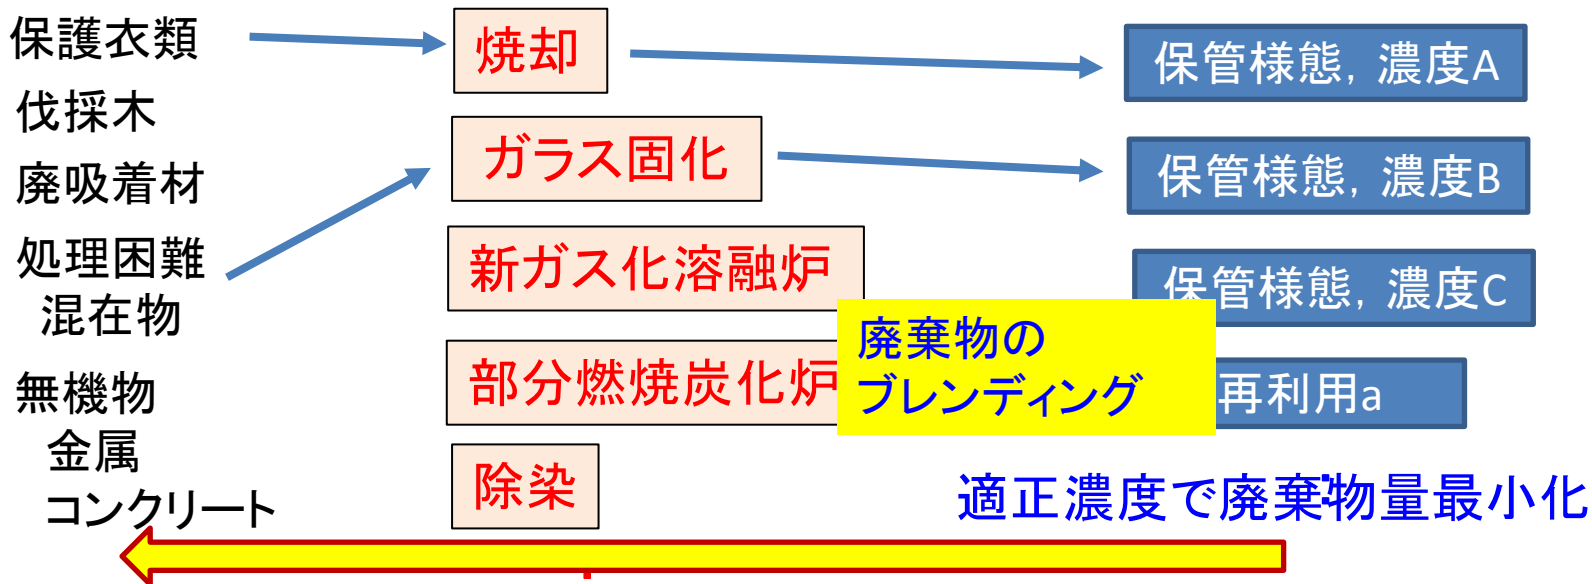 保護衣類
伐採木
廃吸着材
処理困難
混在物
無機物
金属
コンクリート
焼却
ガラス固化
新ガス化溶融炉
部分燃焼炭化炉
除染
廃棄物の
ブレンディング
保管様態，濃度A
保管様態，濃度B
保管様態，濃度C
再利用a
適正濃度で廃棄物量最小化